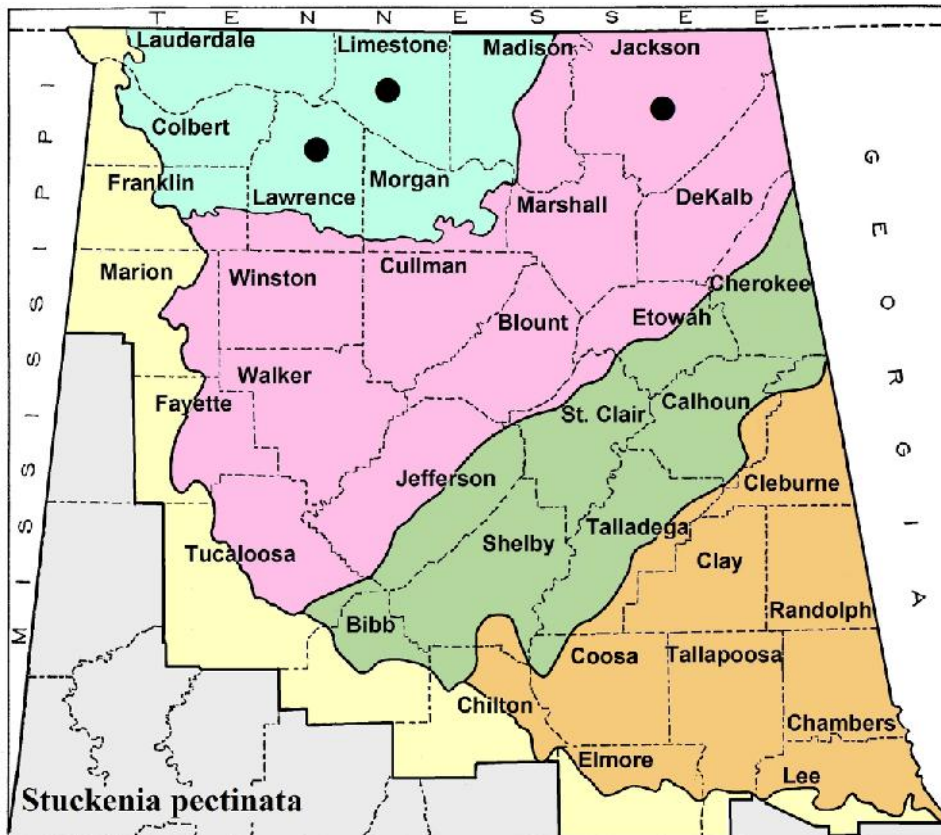 T E N N E S S E E
Lauderdale
Limestone
Madison
Jackson
Colbert
Franklin
Lawrence
Morgan
Marshall
DeKalb
Marion
Winston
Cullman
Cherokee
Blount
Etowah
Walker
Fayette
St. Clair
Calhoun
Jefferson
Cleburne
Tucaloosa
Shelby
Talladega
Clay
Bibb
Randolph
Coosa
Tallapoosa
Chilton
Chambers
Elmore
Lee
M I S S I S S I P P I
G E O R G I A
Stuckenia pectinata